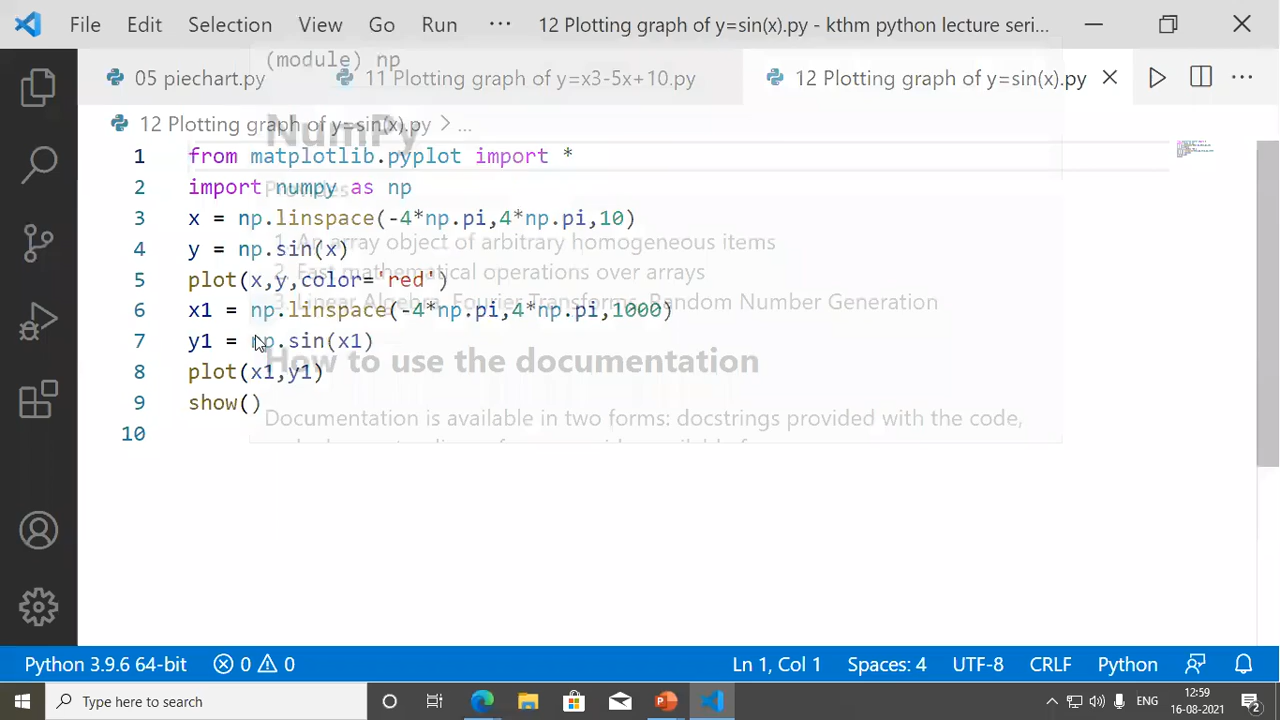 File Edit Selection View Go Run ··· 12 Plotting graph of y=sin(x).py - kthm python lecture seri...
(module) np
05 piechart.py 11 Plotting graph of y=x3-5x+10.py 12 Plotting graph of y=sin(x).py
12 Plotting graph of y=sin(x).py > ...
NumPy
1 from matplotlib.pyplot import *
2 import numpy as np
Provides
3 x = np.linspace(-4*np.pi,4*np.pi,10)
1. An array object of arbitrary homogeneous items
4 y = np.sin(x)
2. Fast mathematical operations over arrays
5 plot(x,y,color='red')
3. Linear Algebra, Fourier Transforms, Random Number Generation
6 x1 = np.linspace(-4*np.pi,4*np.pi,1000)
7 y1 = np.sin(x1)
How to use the documentation
8 plot(x1,y1)
9 show()
Documentation is available in two forms: docstrings provided with the code,
10
Python 3.9.6 64-bit 0 0 Ln 1, Col 1 Spaces: 4 UTF-8 CRLF Python
Type here to search ENG 12:59
16-08-2021 2